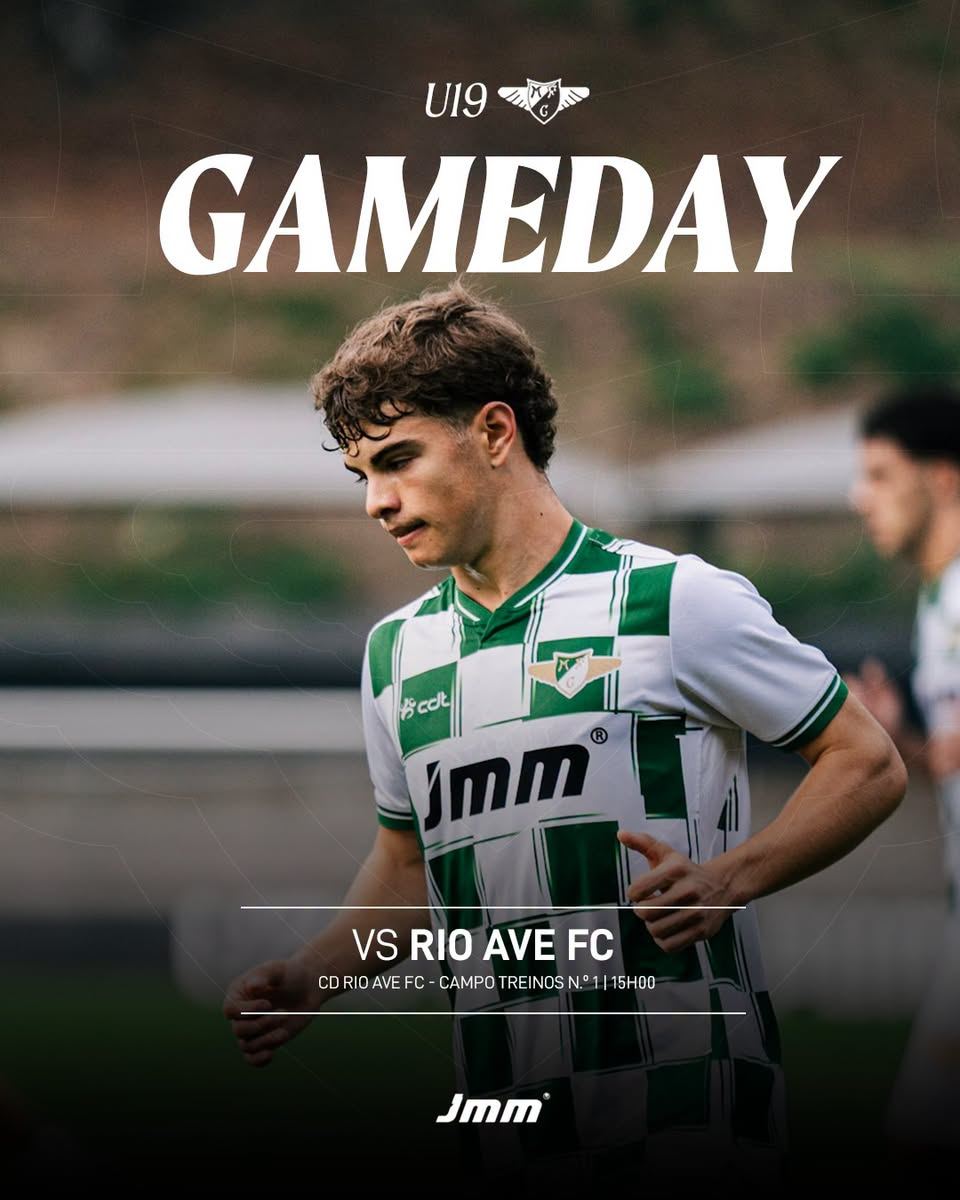 U19 M F C
GAMEDAY
cdt
M F C
Jmm®
VS RIO AVE FC
CD RIO AVE FC - CAMPO TREINOS N.º 1 | 15H00
Jmm®